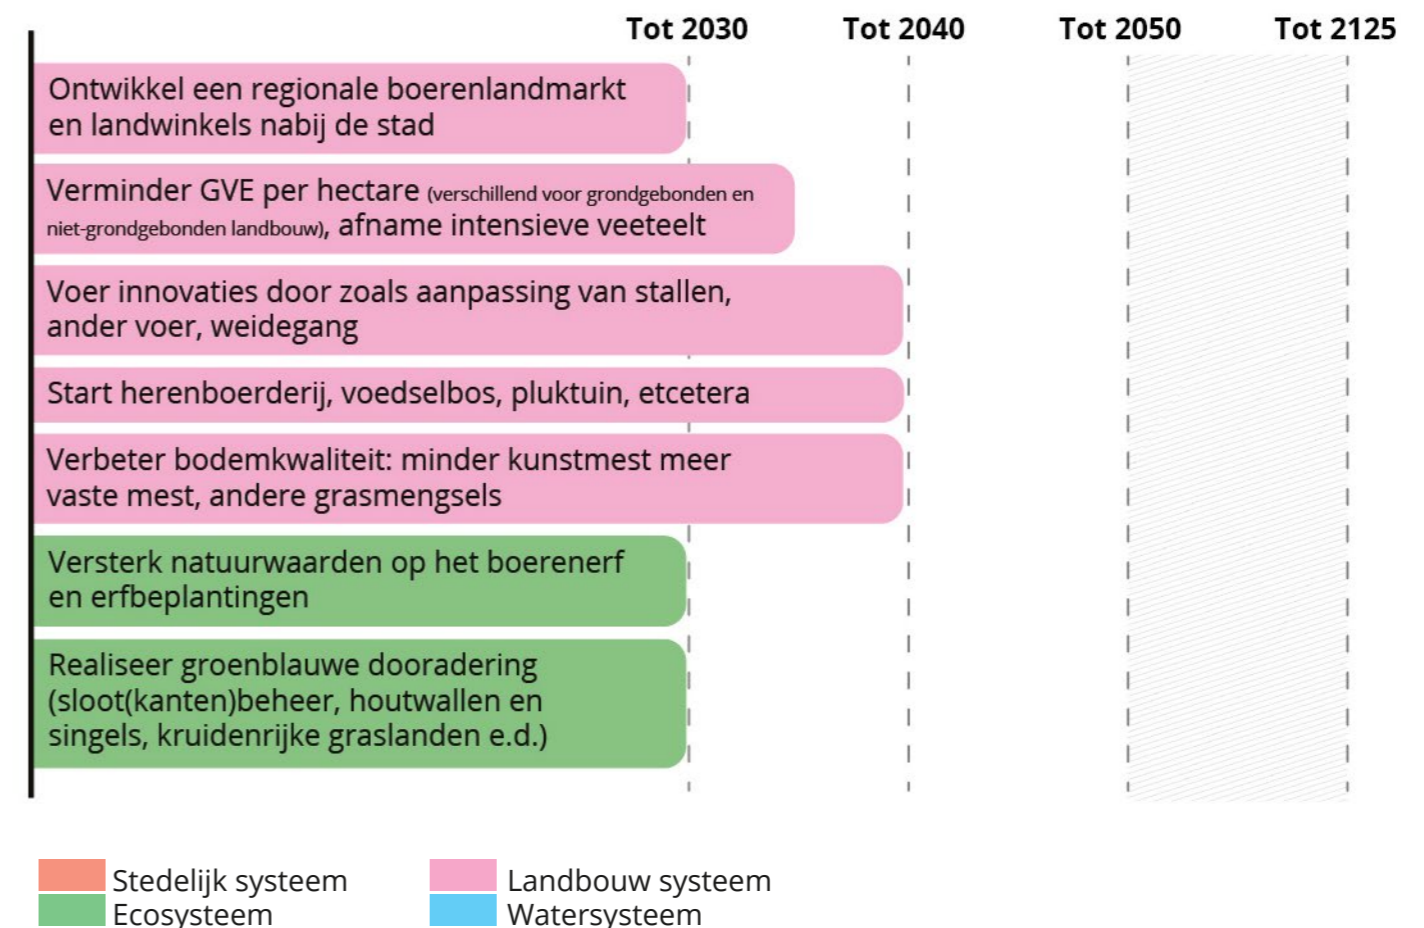 Tot 2030 Tot 2040 Tot 2050 Tot 2125
Ontwikkel een regionale boerenlandmarkt
en landwinkels nabij de stad
Verminder GVE per hectare (verschillend voor grondgebonden en
niet-grondgebonden landbouw), afname intensieve veeteelt
Voer innovaties door zoals aanpassing van stallen,
ander voer, weidegang
Start herenboerderij, voedselbos, pluktuin, etcetera
Verbeter bodemkwaliteit: minder kunstmest meer
vaste mest, andere grasmengsels
Versterk natuurwaarden op het boerenerf
en erfbeplantingen
Realiseer groenblauwe dooradering
(sloot(kanten)beheer, houtwallen en
singels, kruidenrijke graslanden e.d.)
Stedelijk systeem Landbouw systeem
Ecosysteem Watersysteem